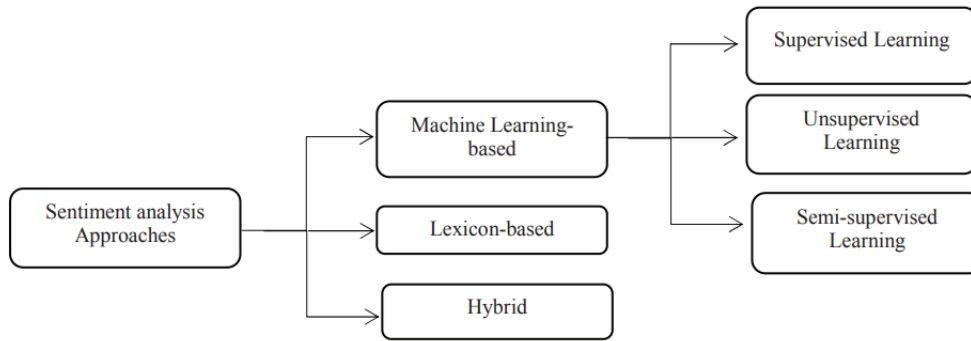 Sentiment analysis
Approaches
Machine Learning-
based
Lexicon-based
Hybrid
Supervised Learning
Unsupervised
Learning
Semi-supervised
Learning